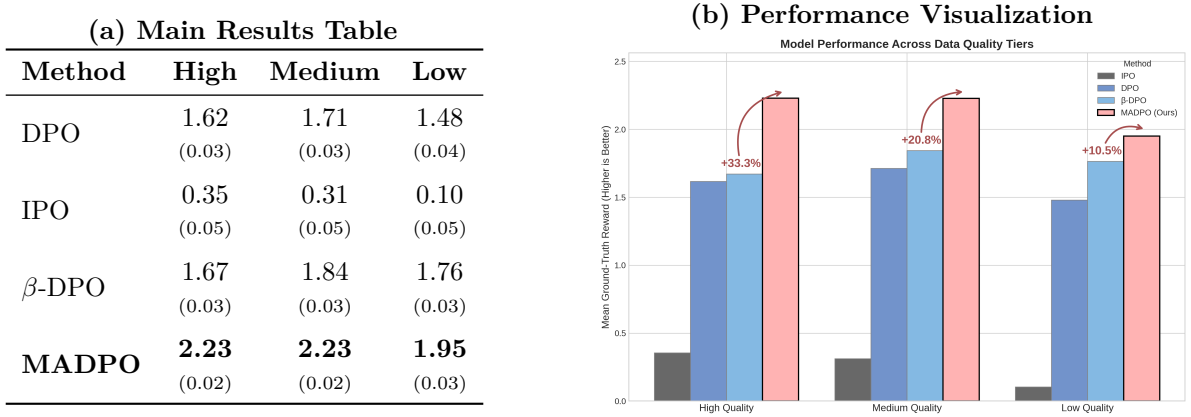 (a) Main Results Table
Method High Medium Low
DPO 1.62 1.71 1.48
(0.03) (0.03) (0.04)
IPO 0.35 0.31 0.10
(0.05) (0.05) (0.05)
β-DPO 1.67 1.84 1.76
(0.03) (0.03) (0.03)
MADPO 2.23 2.23 1.95
(0.02) (0.02) (0.03)
(b) Performance Visualization
Model Performance Across Data Quality Tiers
Mean Ground-Truth Reward (Higher is Better)
2.5
2.0
1.5
1.0
0.5
0.0
Method
IPO
DPO
β-DPO
MADPO (Ours)
+33.3%
+20.8%
+10.5%
High Quality
Medium Quality
Low Quality